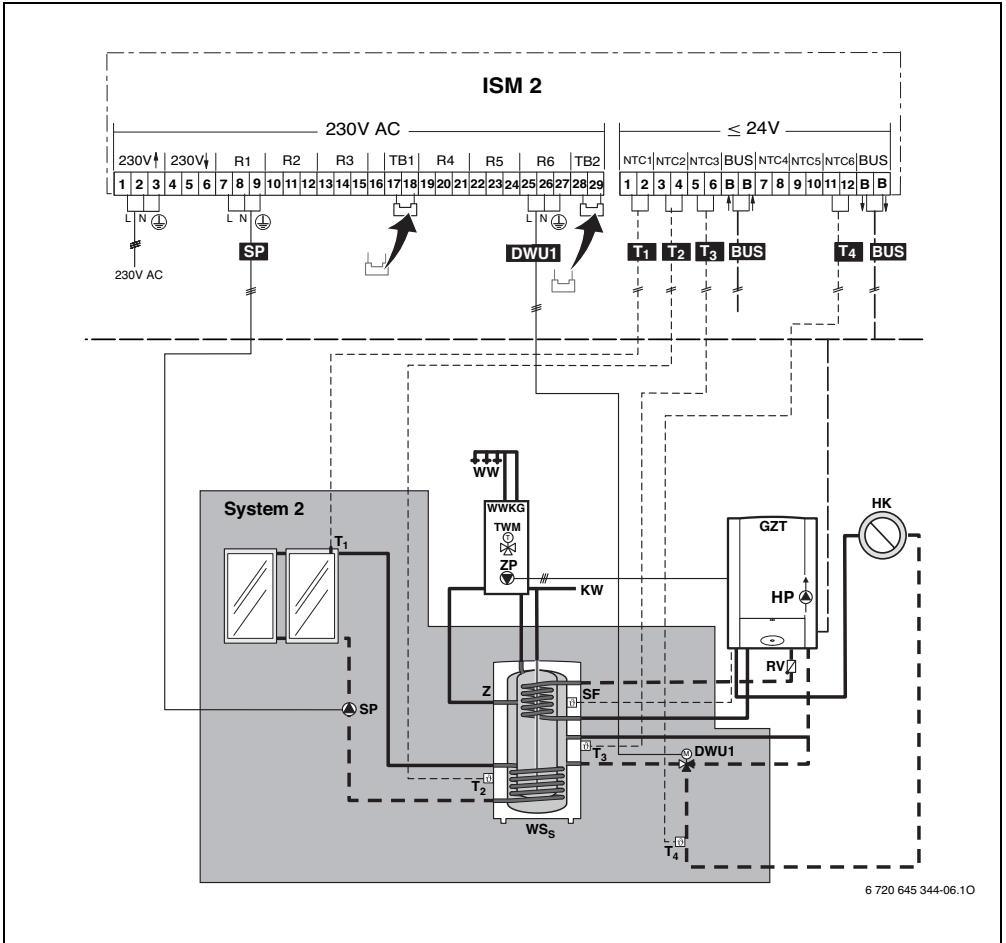 ISM 2
230V AC
≤ 24V
230V↑ 230V↓ R1 R2 R3 TB1 R4 R5 R6 TB2
NTC1 NTC2 NTC3 BUS NTC4 NTC5 NTC6 BUS
1 2 3 4 5 6 7 8 9 10 11 12 13 14 15 16 17 18 19 20 21 22 23 24 25 26 27 28 29
1 2 3 4 5 6 B B 7 8 9 10 11 12 B B
L N
L N
L N
SP
DWU1
T1 T2 T3 BUS
T4 BUS
230V AC
WW
System 2
WWKG
TWM
T
ZP
KW
GZT
HP
HK
T1
RV
Z
SF
SP
T3
M
DWU1
T2
WSS
T4
6 720 645 344-06.1O